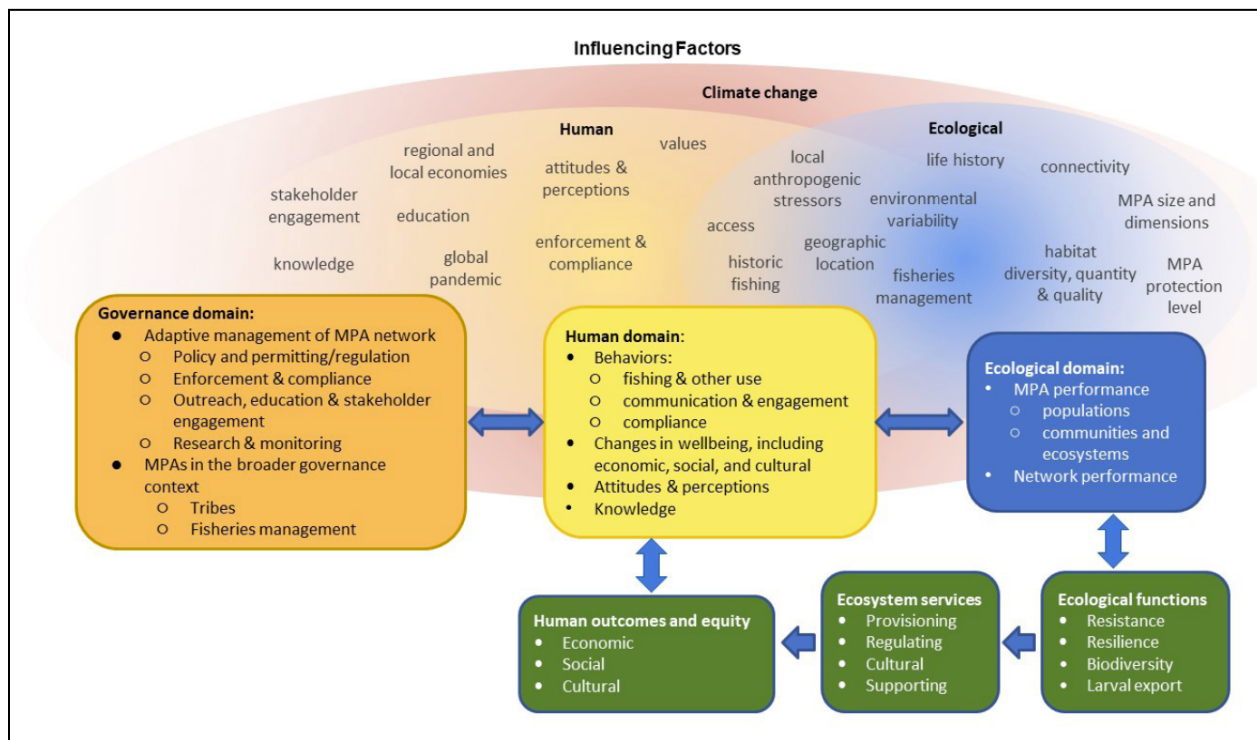 Influencing Factors
Climate change
Human
Ecological
values
regional and
local economies
attitudes &
perceptions
stakeholder
engagement
education
knowledge
global
pandemic
enforcement &
compliance
local
anthropogenic
stressors
life history
connectivity
environmental
variability
MPA size and
dimensions
access
geographic
location
historic
fishing
fisheries
management
habitat
diversity, quantity
& quality
MPA
protection
level
Governance domain:
● Adaptive management of MPA network
○ Policy and permitting/regulation
○ Enforcement & compliance
○ Outreach, education & stakeholder
engagement
○ Research & monitoring
● MPAs in the broader governance
context
○ Tribes
○ Fisheries management
Human domain:
• Behaviors:
○ fishing & other use
○ communication & engagement
○ compliance
• Changes in wellbeing, including
economic, social, and cultural
• Attitudes & perceptions
• Knowledge
Ecological domain:
• MPA performance
○ populations
○ communities and
ecosystems
• Network performance
Human outcomes and equity
• Economic
• Social
• Cultural
Ecosystem services
• Provisioning
• Regulating
• Cultural
• Supporting
Ecological functions
• Resistance
• Resilience
• Biodiversity
• Larval export